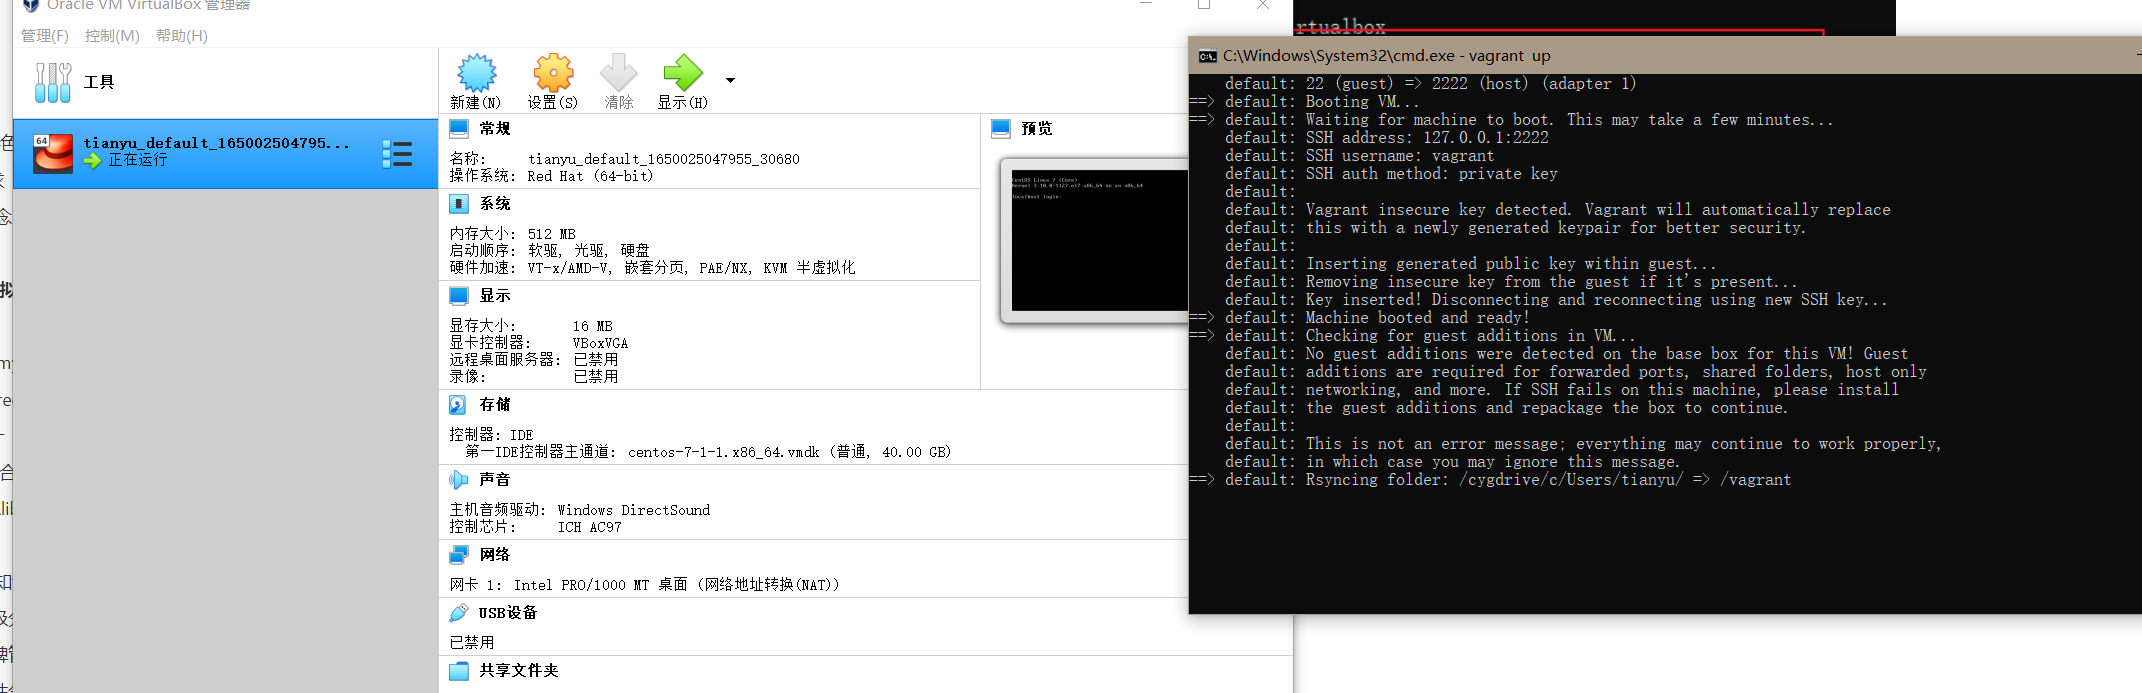 Oracle VM VirtualBox 管理器
管理(F) 控制(M) 帮助(H)
工具
64
tianyu_default_165002504795...
正在运行
新建(N) 设置(S) 清除 显示(H)
常规
名称: tianyu_default_1650025047955_30680
操作系统: Red Hat (64-bit)
系统
内存大小: 512 MB
启动顺序: 软驱, 光驱, 硬盘
硬件加速: VT-x/AMD-V, 嵌套分页, PAE/NX, KVM 半虚拟化
显示
显存大小: 16 MB
显卡控制器: VBoxVGA
远程桌面服务器: 已禁用
录像: 已禁用
存储
控制器: IDE
第一IDE控制器主通道: centos-7-1-1.x86_64.vmdk (普通, 40.00 GB)
声音
主机音频驱动: Windows DirectSound
控制芯片: ICH AC97
网络
网卡 1: Intel PRO/1000 MT 桌面 (网络地址转换(NAT))
USB设备
已禁用
共享文件夹
预览
CentOS Linux 7 (Core)
Kernel 3.10.0-1127.el7.x86_64 on an x86_64
localhost login:
rtualbox
C:\Windows\System32\cmd.exe - vagrant up
default: 22 (guest) => 2222 (host) (adapter 1)
==> default: Booting VM...
==> default: Waiting for machine to boot. This may take a few minutes...
default: SSH address: 127.0.0.1:2222
default: SSH username: vagrant
default: SSH auth method: private key
default:
default: Vagrant insecure key detected. Vagrant will automatically replace
default: this with a newly generated keypair for better security.
default:
default: Inserting generated public key within guest...
default: Removing insecure key from the guest if it's present...
default: Key inserted! Disconnecting and reconnecting using new SSH key...
==> default: Machine booted and ready!
==> default: Checking for guest additions in VM...
default: No guest additions were detected on the base box for this VM! Guest
default: additions are required for forwarded ports, shared folders, host only
default: networking, and more. If SSH fails on this machine, please install
default: the guest additions and repackage the box to continue.
default:
default: This is not an error message; everything may continue to work properly,
default: in which case you may ignore this message.
==> default: Rsyncing folder: /cygdrive/c/Users/tianyu/ => /vagrant